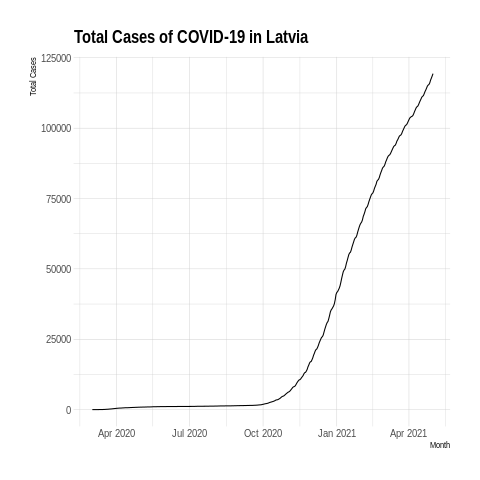 Total Cases of COVID-19 in Latvia
Total Cases
125000
100000
75000
50000
25000
0
Apr 2020 Jul 2020 Oct 2020 Jan 2021 Apr 2021
Month